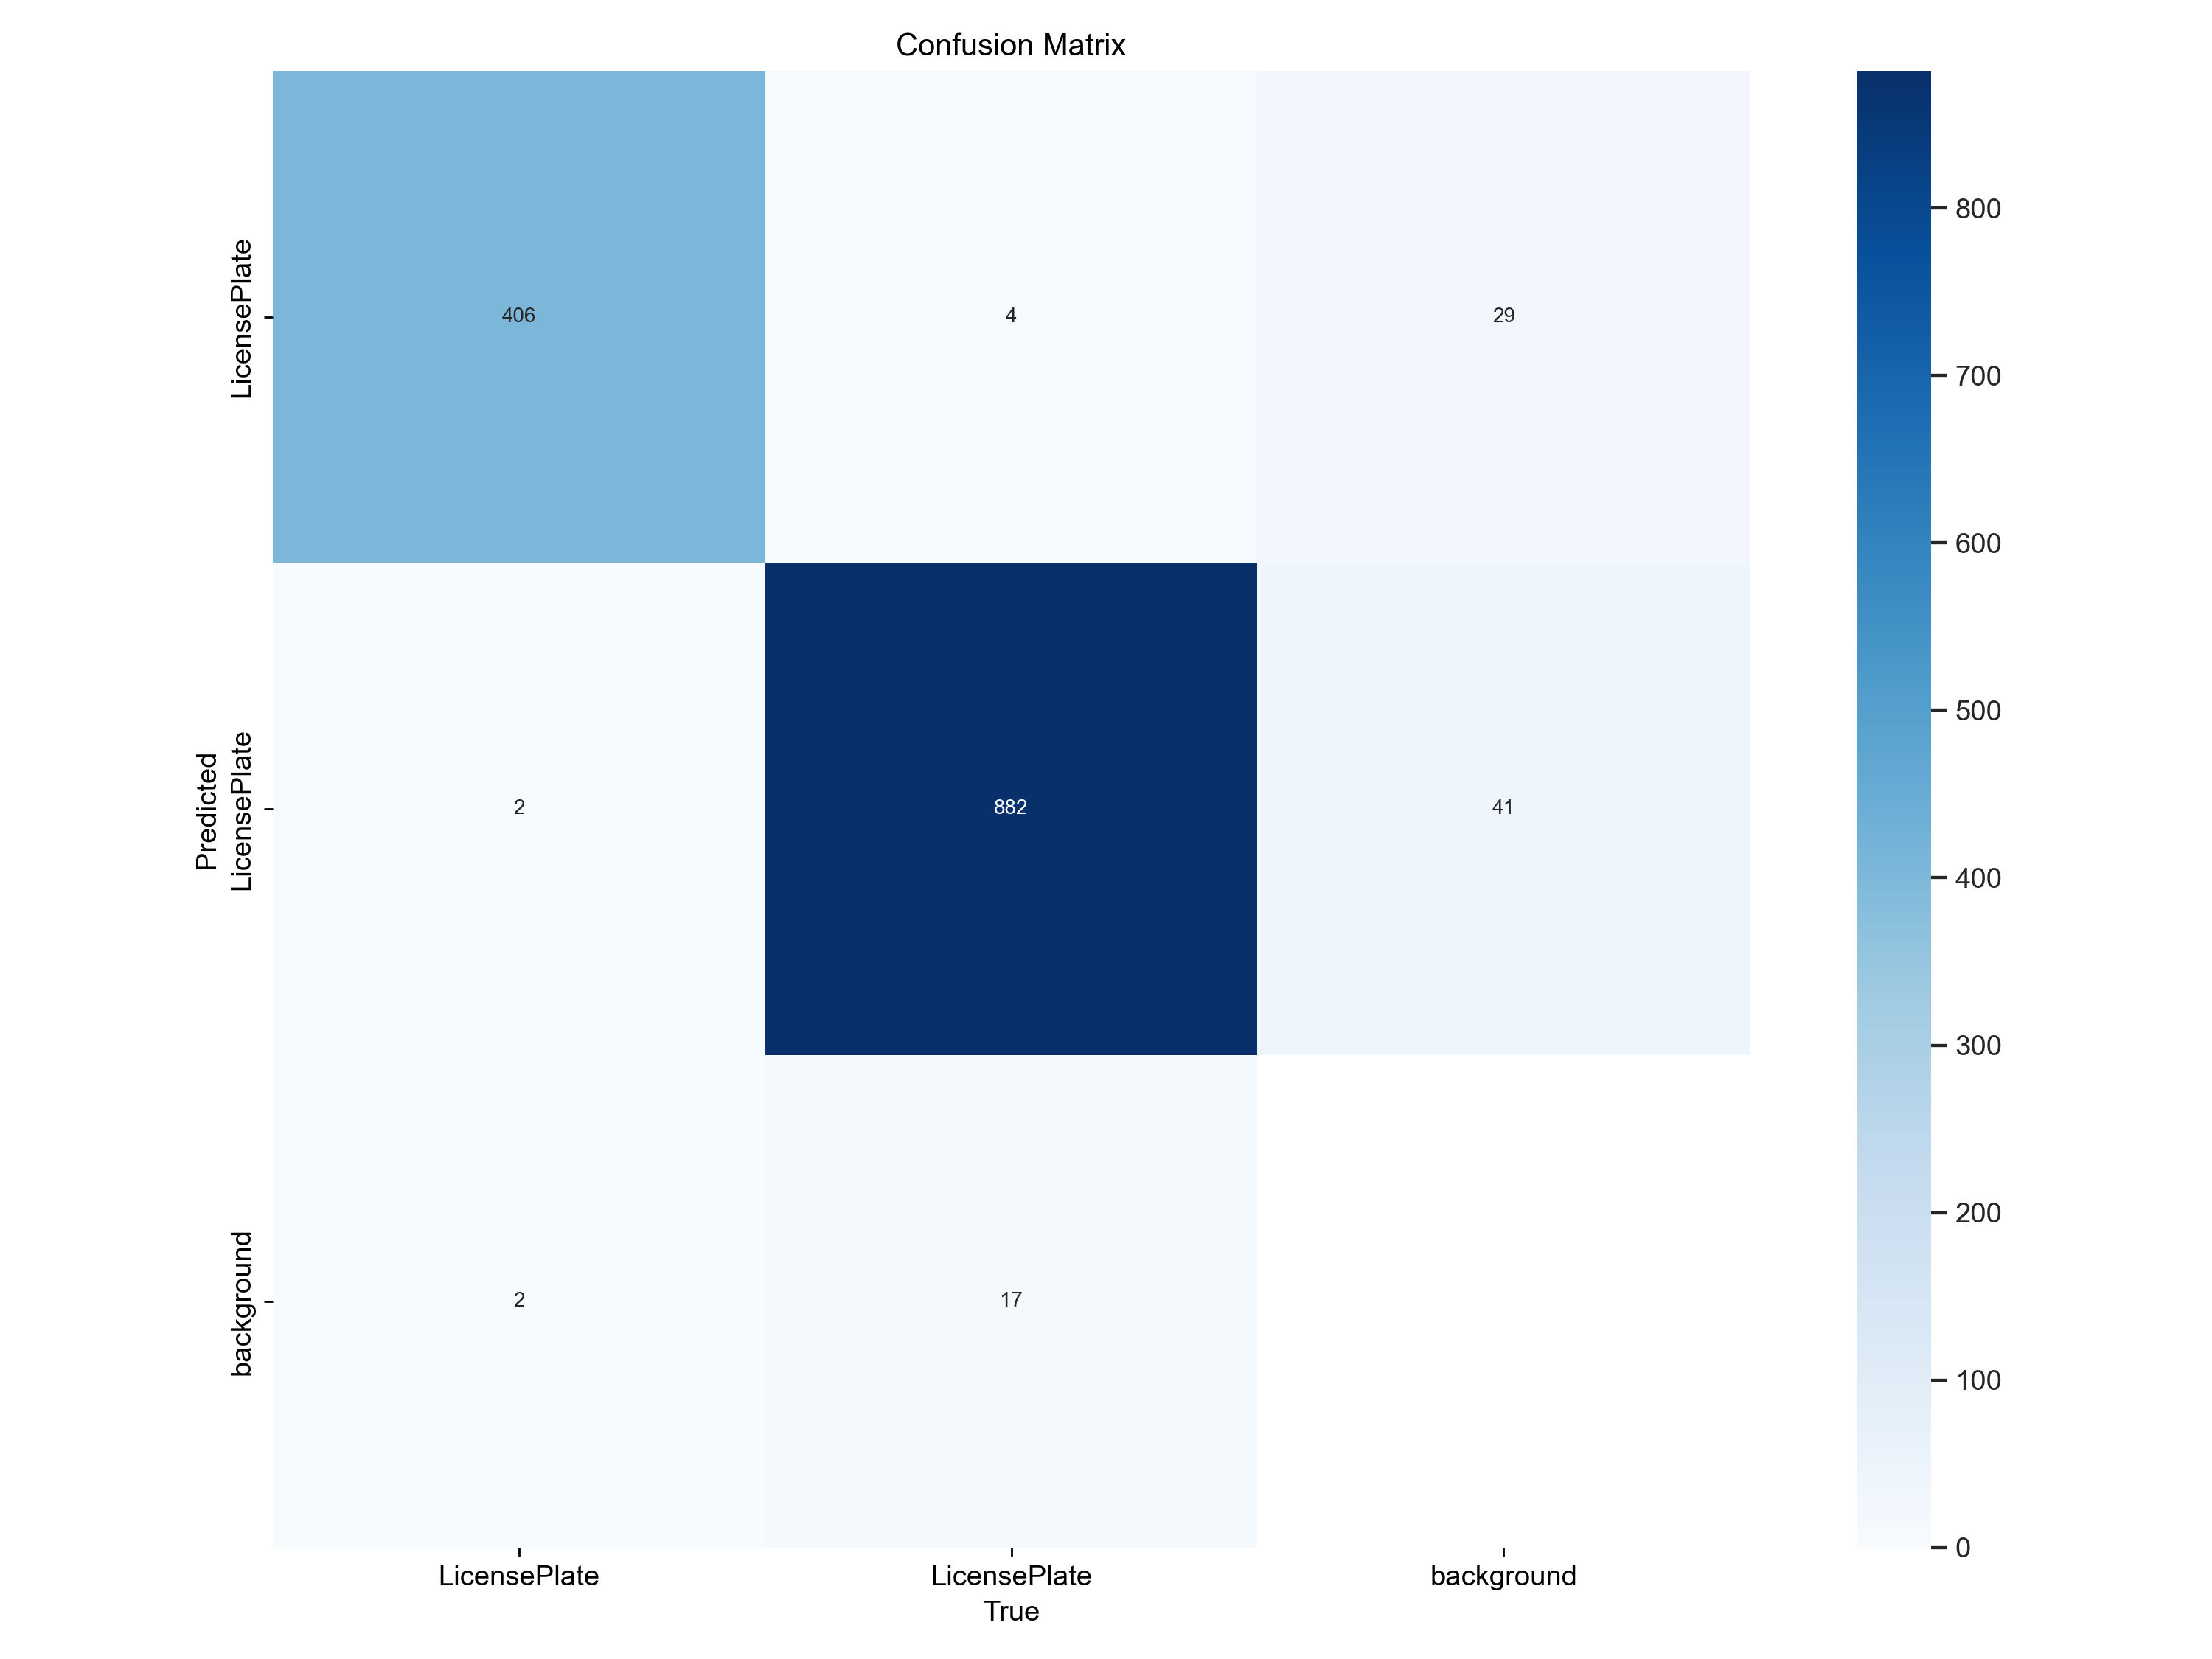 Confusion Matrix
LicensePlate
406
4
29
Predicted
LicensePlate
2
882
41
background
2
17
LicensePlate
LicensePlate
background
True
800
700
600
500
400
300
200
100
0